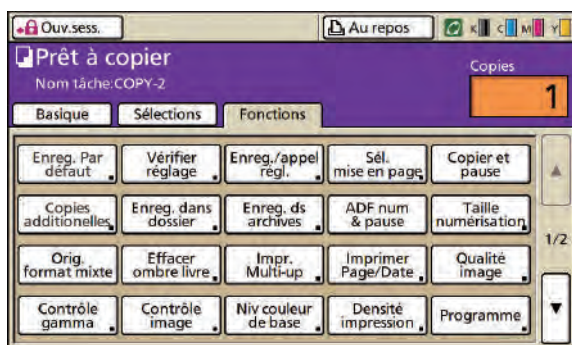 Ouv.sess.
Au repos
K C M Y
Prêt à copier
Nom tâche:COPY-2
Copies
1
Basique
Sélections
Fonctions
Enreg. Par
défaut
Vérifier
réglage
Enreg./appel
régl.
Sél.
mise en page
Copier et
pause
Copies
additionelles
Enreg. dans
dossier
Enreg. ds
archives
ADF num
& pause
Taille
numérisation
1/2
Orig.
format mixte
Effacer
ombre livre
Impr.
Multi-up
Imprimer
Page/Date
Qualité
image
Contrôle
gamma
Contrôle
image
Niv couleur
de base
Densité
impression
Programme